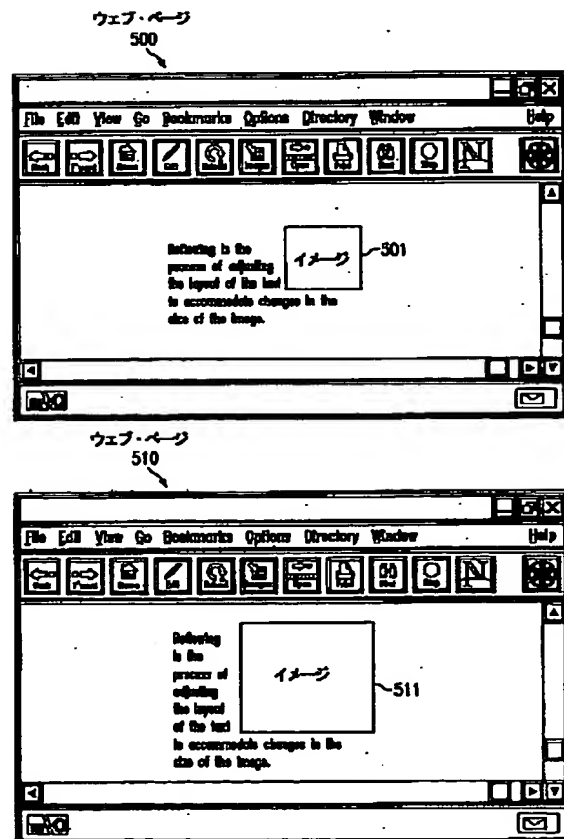 ウェブ・ページ
500
File Edit View Go Bookmarks Options Directory Window Help
N
Reflowing is the
process of adjusting
the layout of the text
to accommodate changes in the
size of the image.
イメージ
501
ウェブ・ページ
510
File Edit View Go Bookmarks Options Directory Window Help
N
Reflowing
is the
process of
adjusting
the layout
of the text
to accommodate changes in the
size of the image.
イメージ
511